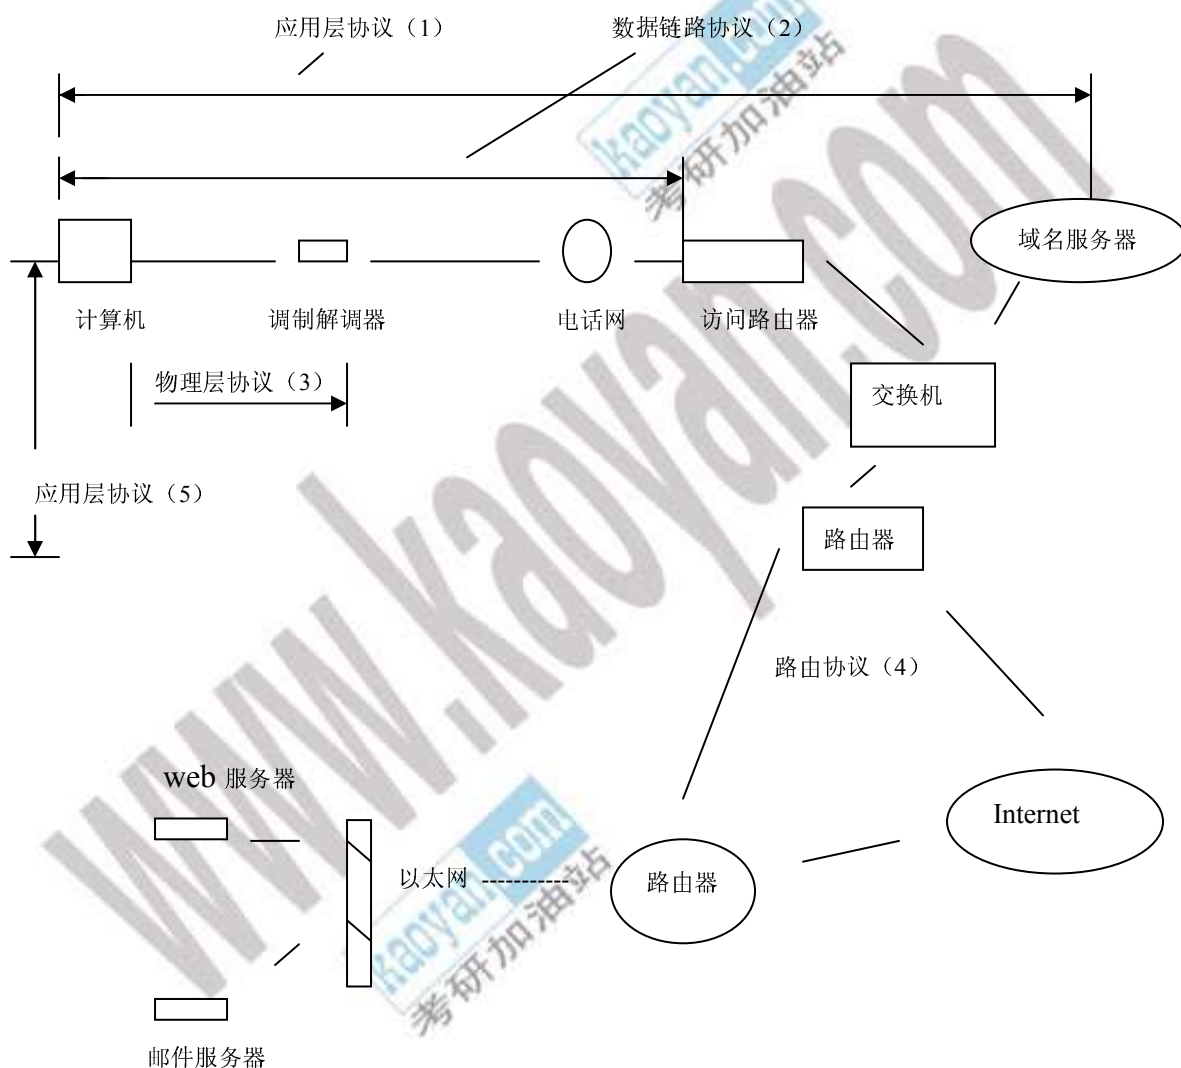 应用层协议（1）
数据链路协议（2）
域名服务器
计算机
调制解调器
电话网
访问路由器
物理层协议（3）
交换机
应用层协议（5）
路由器
路由协议（4）
web 服务器
Internet
以太网
路由器
邮件服务器
www.kaoyan.com
kaoyan.com
考研加油站
kaoyan.com
考研加油站